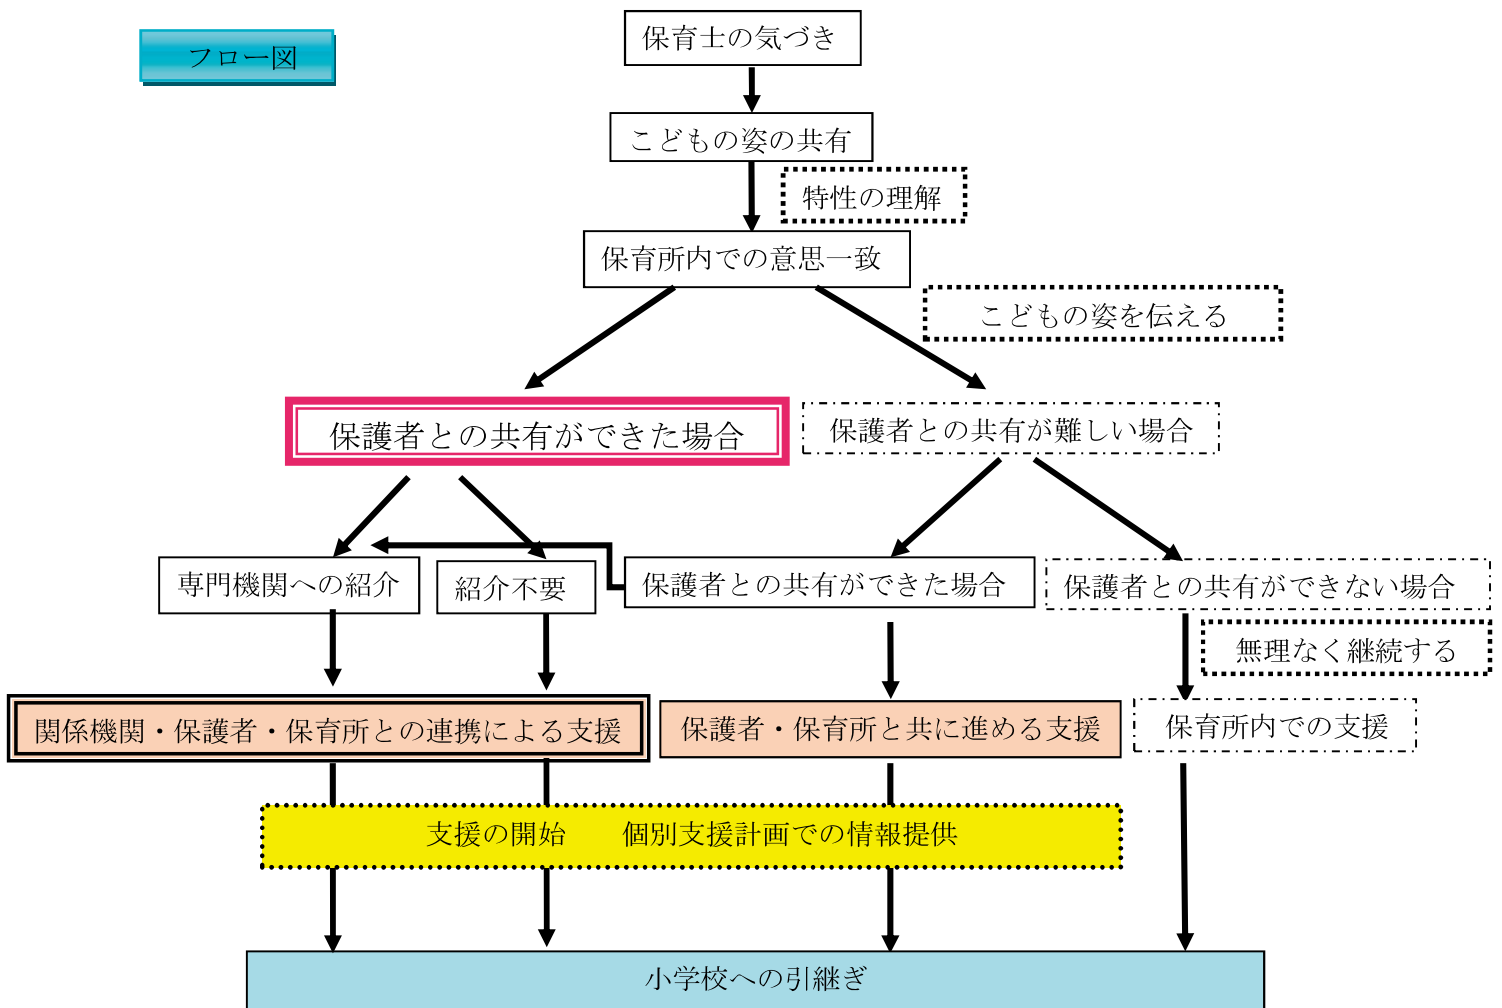 フロー図
保育士の気づき
こどもの姿の共有
特性の理解
保育所内での意思一致
こどもの姿を伝える
保護者との共有ができた場合
保護者との共有が難しい場合
専門機関への紹介
紹介不要
保護者との共有ができた場合
保護者との共有ができない場合
無理なく継続する
関係機関・保護者・保育所との連携による支援
保護者・保育所と共に進める支援
保育所内での支援
支援の開始　　個別支援計画での情報提供
小学校への引継ぎ